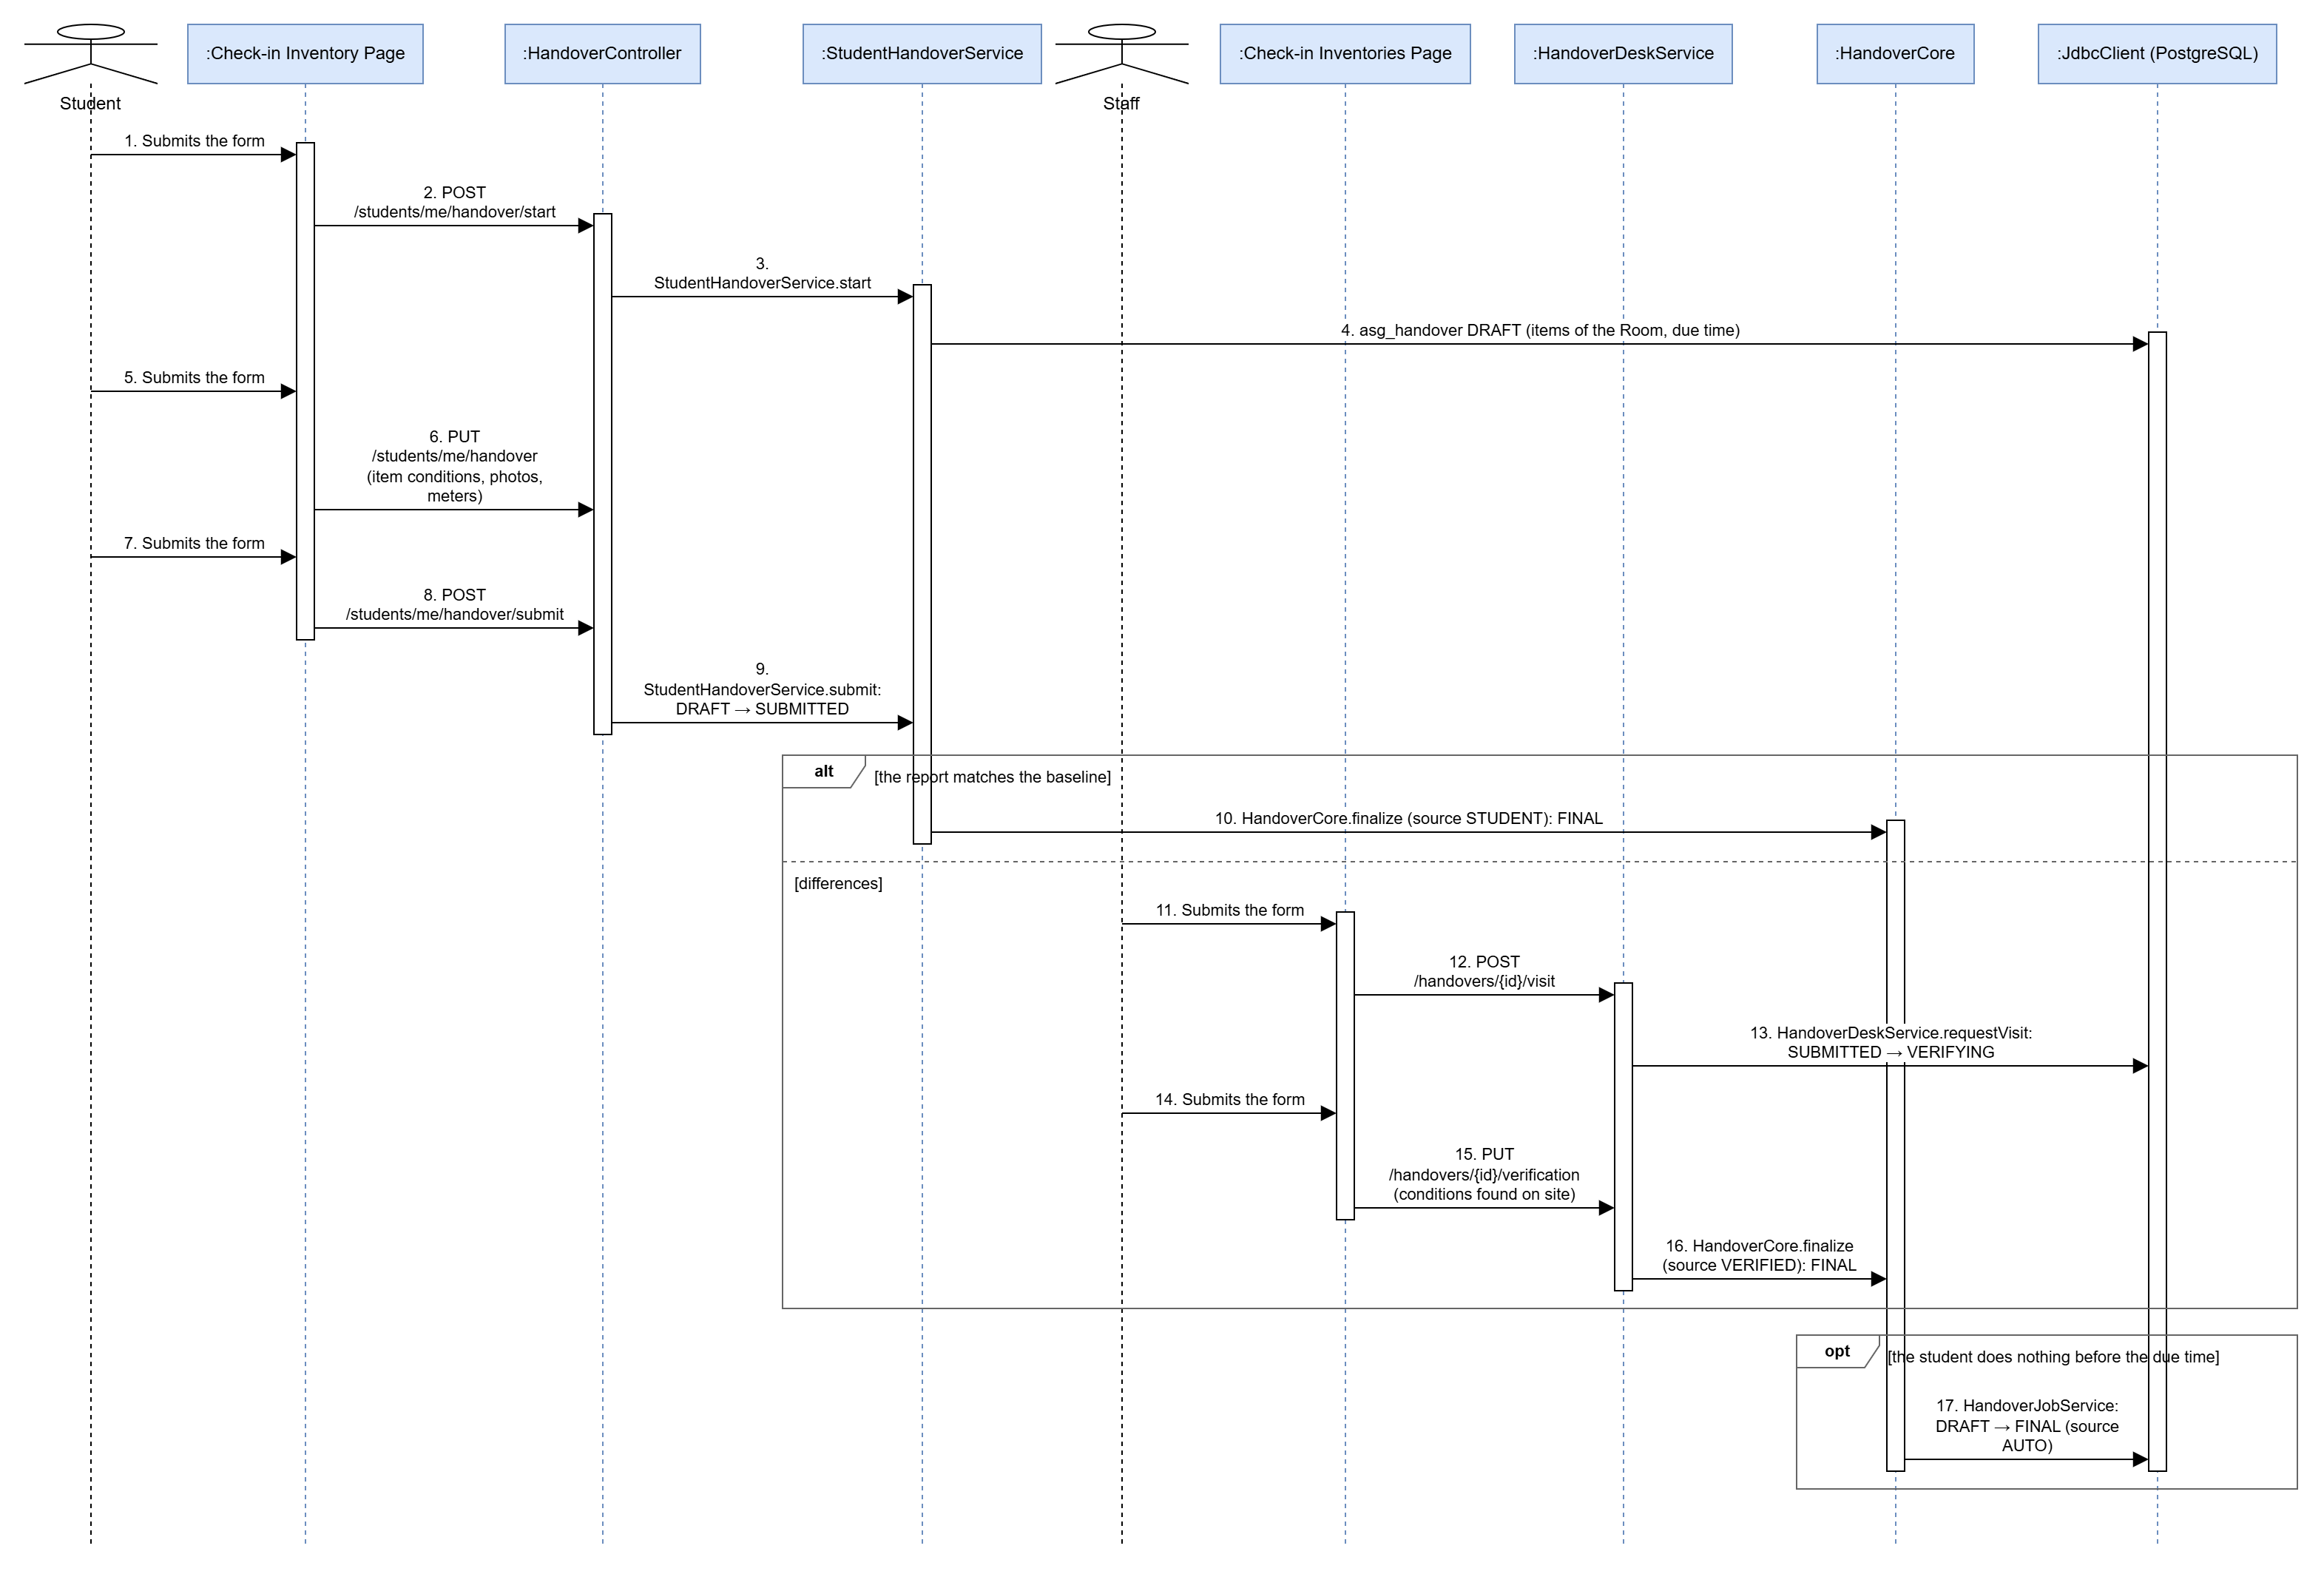 :Check-in Inventory Page
:HandoverController
:StudentHandoverService
:Check-in Inventories Page
:HandoverDeskService
:HandoverCore
:JdbcClient (PostgreSQL)
Student
Staff
1. Submits the form
2. POST
/students/me/handover/start
3.
StudentHandoverService.start
4. asg_handover DRAFT (items of the Room, due time)
5. Submits the form
6. PUT
/students/me/handover
(item conditions, photos,
meters)
7. Submits the form
8. POST
/students/me/handover/submit
9.
StudentHandoverService.submit:
DRAFT → SUBMITTED
alt
[the report matches the baseline]
10. HandoverCore.finalize (source STUDENT): FINAL
[differences]
11. Submits the form
12. POST
/handovers/{id}/visit
13. HandoverDeskService.requestVisit:
SUBMITTED → VERIFYING
14. Submits the form
15. PUT
/handovers/{id}/verification
(conditions found on site)
16. HandoverCore.finalize
(source VERIFIED): FINAL
opt
[the student does nothing before the due time]
17. HandoverJobService:
DRAFT → FINAL (source
AUTO)